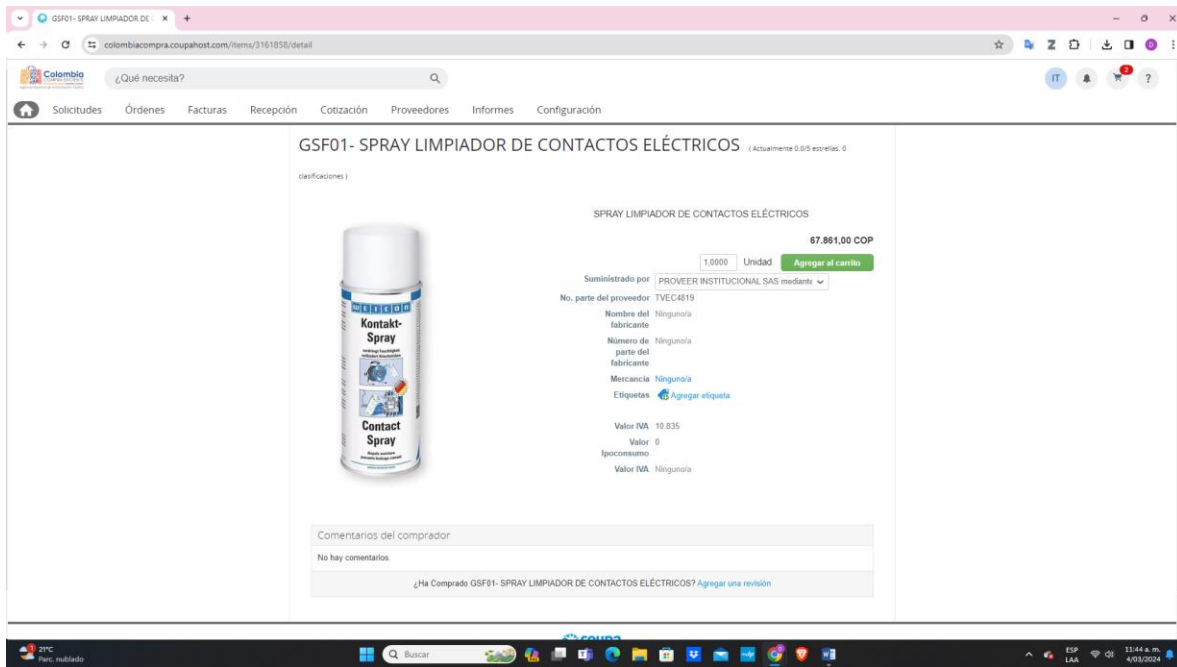 GSF01- SPRAY LIMPIADOR DE
colombiacompra.coupahost.com/items/3161858/detail
Colombia
¿Qué necesita?
IT
2
?
Solicitudes Órdenes Facturas Recepción Cotización Proveedores Informes Configuración
GSF01- SPRAY LIMPIADOR DE CONTACTOS ELÉCTRICOS (Actualmente 0.0/5 estrellas. 0
clasificaciones )
SPRAY LIMPIADOR DE CONTACTOS ELÉCTRICOS
67.861,00 COP
1,0000 Unidad Agregar al carrito
Suministrado por PROVEER INSTITUCIONAL SAS mediante
No. parte del proveedor TVEC4819
Nombre del Ninguno/a
fabricante
Número de Ninguno/a
parte del
fabricante
Mercancía Ninguno/a
Etiquetas Agregar etiqueta
Valor IVA 10.835
Valor 0
Ipoconsumo
Valor IVA Ninguno/a
WEICON
Kontakt-
Spray
Contact
Spray
Comentarios del comprador
No hay comentarios.
¿Ha Comprado GSF01- SPRAY LIMPIADOR DE CONTACTOS ELÉCTRICOS? Agregar una revisión
coupa
1
21°C
Parc. nublado
Buscar
ESP
LAA
11:44 a. m.
4/03/2024